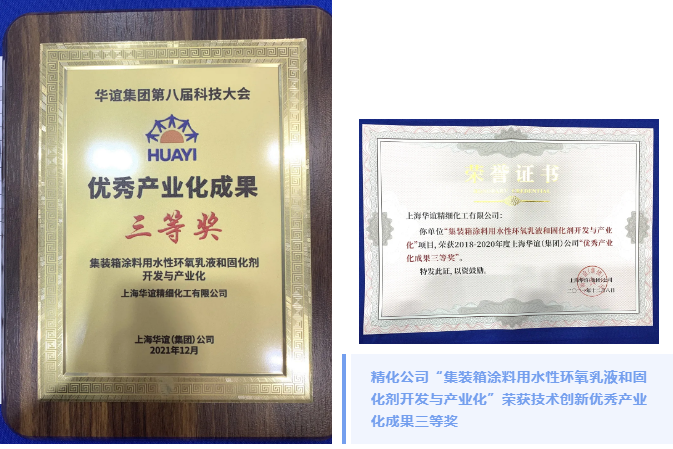 华谊集团第八届科技大会
HUAYI
优秀产业化成果
三等奖
集装箱涂料用水性环氧乳液和固化剂
开发与产业化
上海华谊精细化工有限公司
上海华谊(集团)公司
2021年12月
荣誉证书
上海华谊精细化工有限公司:
你单位“集装箱涂料用水性环氧乳液和固化剂开发与产业
化”项目, 荣获2018-2020年度上海华谊(集团)公司“优秀产业
化成果三等奖”。
特发此证, 以资鼓励。
上海华谊(集团)公司
精化公司“集装箱涂料用水性环氧乳液和固
化剂开发与产业化”荣获技术创新优秀产业
化成果三等奖